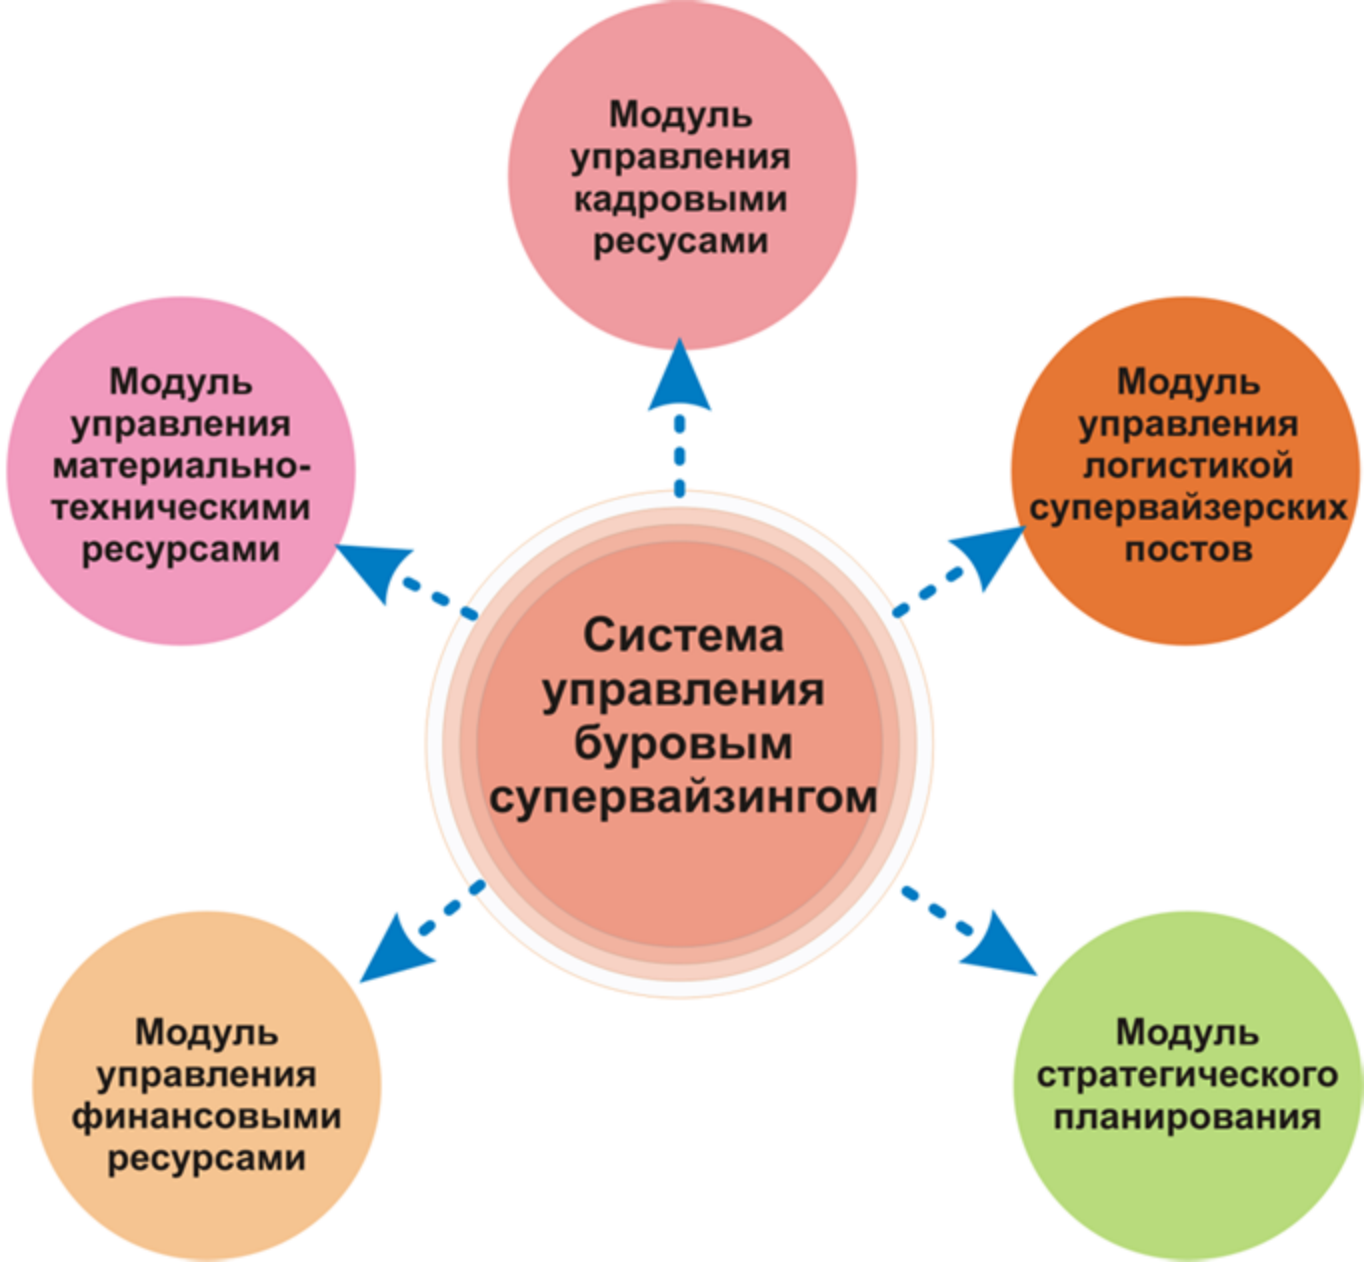 Модуль
управления
кадровыми
ресусами
Модуль
управления
материально-
техническими
ресурсами
Модуль
управления
логистикой
супервайзерских
постов
Система
управления
буровым
супервайзингом
Модуль
управления
финансовыми
ресурсами
Модуль
стратегического
планирования